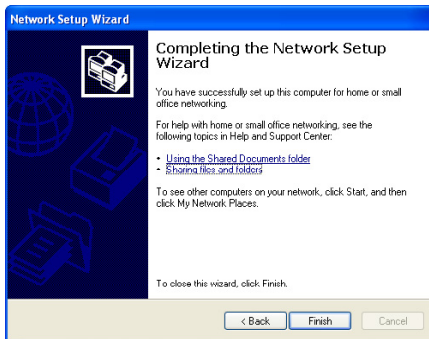 Network Setup Wizard
Completing the Network Setup
Wizard
You have successfully set up this computer for home or small
office networking.
For help with home or small office networking, see the
following topics in Help and Support Center:
• Using the Shared Documents folder
• Sharing files and folders
To see other computers on your network, click Start, and then
click My Network Places.
To close this wizard, click Finish.
< Back
Finish
Cancel